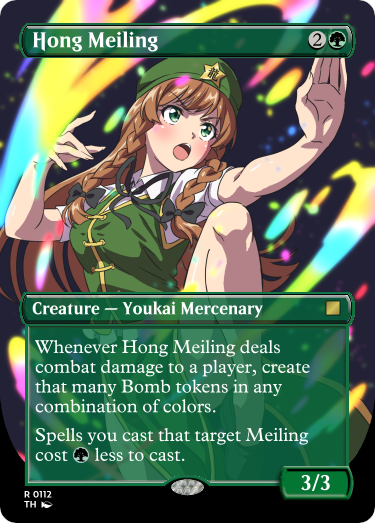 Hong Meiling 2
Creature — Youkai Mercenary
Whenever Hong Meiling deals
combat damage to a player, create
that many Bomb tokens in any
combination of colors.
Spells you cast that target Meiling
cost less to cast.
3/3
R 0112
TH